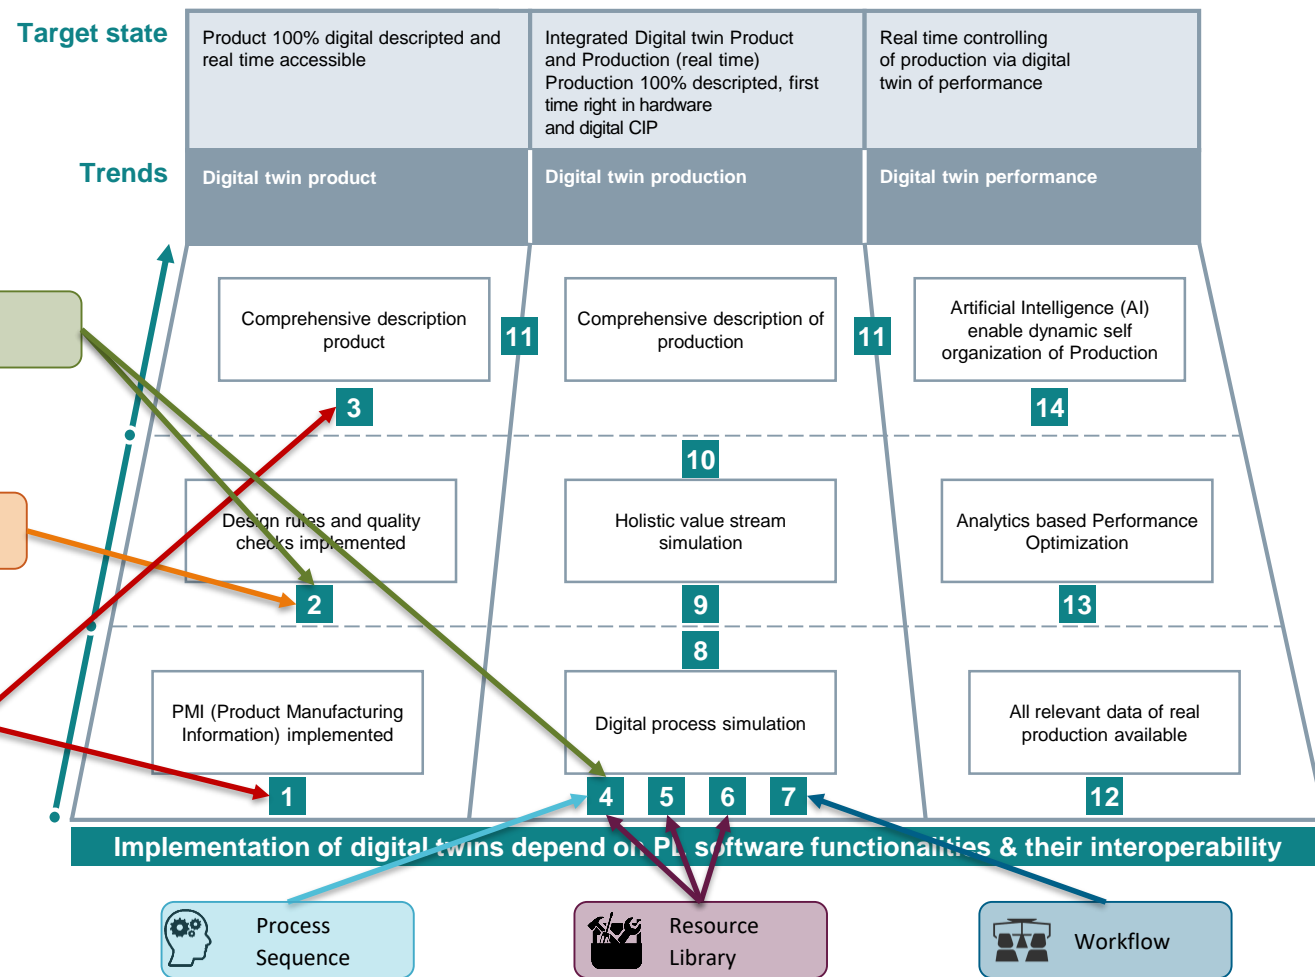 Target state
Product 100% digital descripted and
real time accessible
Integrated Digital twin Product
and Production (real time)
Production 100% descripted, first
time right in hardware
and digital CIP
Real time controlling
of production via digital
twin of performance
Trends
Digital twin product
Digital twin production
Digital twin performance
Comprehensive description
product
11
Comprehensive description of
production
11
Artificial Intelligence (AI)
enable dynamic self
organization of Production
3
14
10
Design rules and quality
checks implemented
Holistic value stream
simulation
Analytics based Performance
Optimization
2
9
13
8
PMI (Product Manufacturing
Information) implemented
Digital process simulation
All relevant data of real
production available
1
4
5
6
7
12
Implementation of digital twins depend on PL software functionalities & their interoperability
Process
Sequence
Resource
Library
Workflow